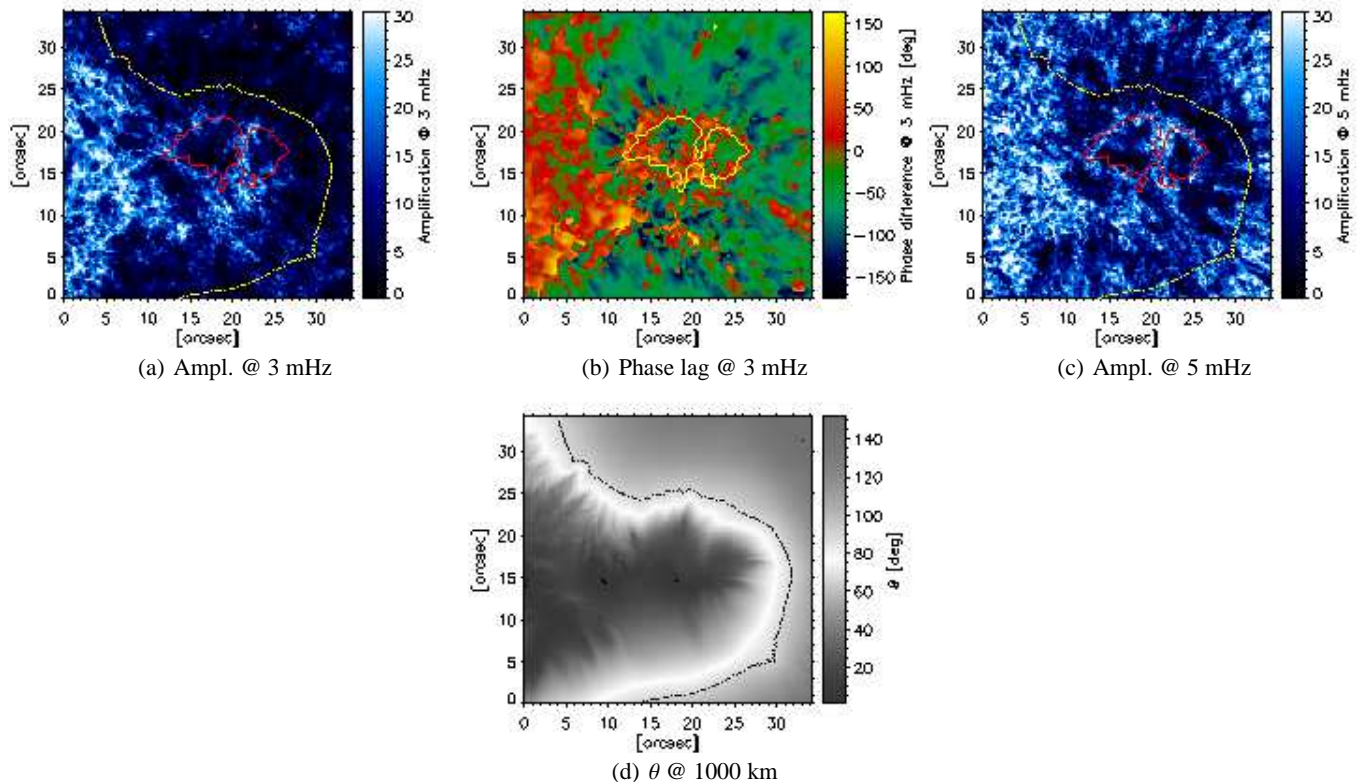 30
25
20
15
10
5
0
0 5 10 15 20 25 30
[arcsec]
[arcsec]
30
25
20
15
10
5
0
Amplification @ 3 mHz
(a) Ampl. @ 3 mHz
30
25
20
15
10
5
0
0 5 10 15 20 25 30
[arcsec]
[arcsec]
150
100
50
0
−50
−100
−150
Phase difference @ 3 mHz [deg]
(b) Phase lag @ 3 mHz
30
25
20
15
10
5
0
0 5 10 15 20 25 30
[arcsec]
[arcsec]
30
25
20
15
10
5
0
Amplification @ 5 mHz
(c) Ampl. @ 5 mHz
30
25
20
15
10
5
0
0 5 10 15 20 25 30
[arcsec]
[arcsec]
140
120
100
80
60
40
20
θ [deg]
(d) θ @ 1000 km